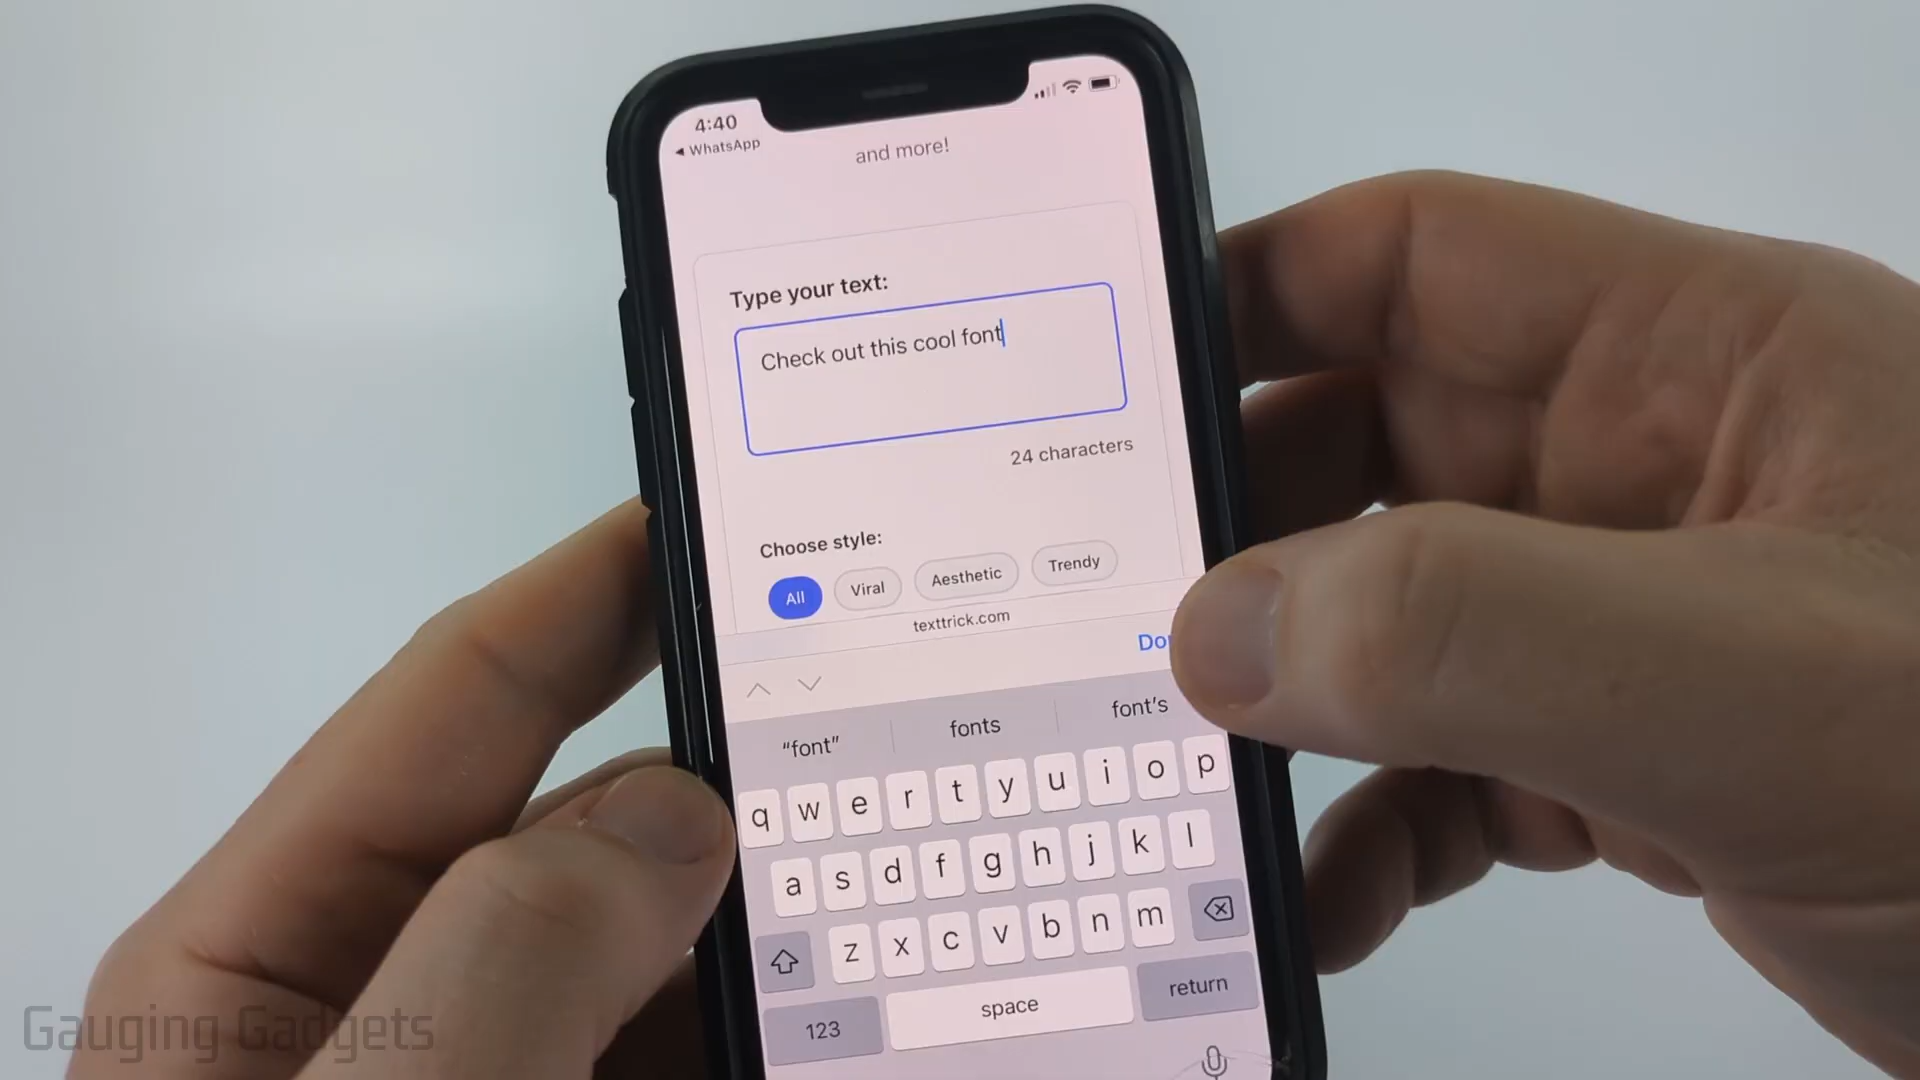 4:40
◀ WhatsApp
and more!
Type your text:
Check out this cool font
24 characters
Choose style:
All Viral Aesthetic Trendy
texttrick.com
“font” fonts font’s
q w e r t y u i o p
a s d f g h j k l
z x c v b n m
123 space return
Gauging Gadgets